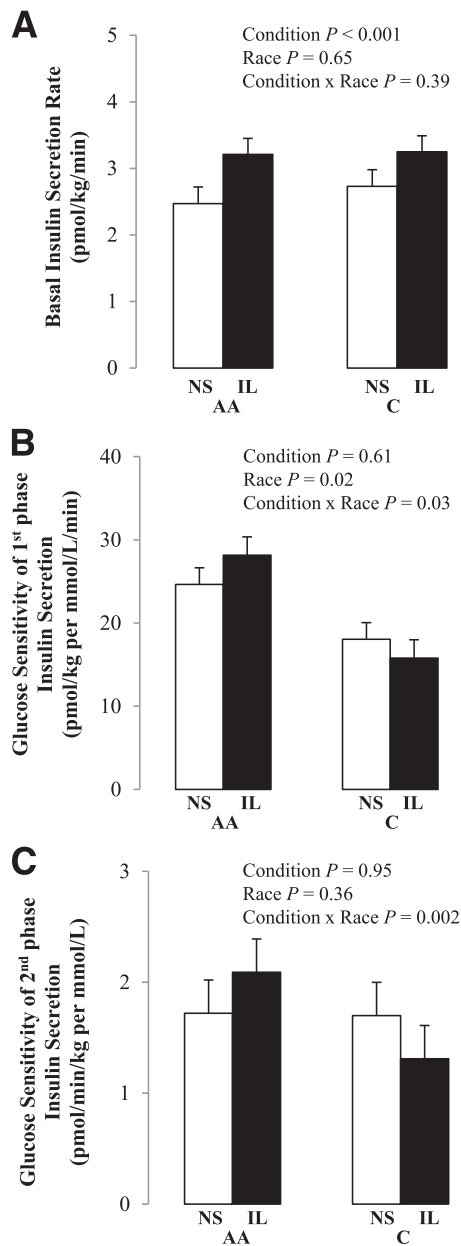 A
Condition P < 0.001
Race P = 0.65
Condition x Race P = 0.39
Basal Insulin Secretion Rate
(pmol/kg/min)
5
4
3
2
1
0
NS IL NS IL
AA C
B
Condition P = 0.61
Race P = 0.02
Condition x Race P = 0.03
Glucose Sensitivity of 1st phase
Insulin Secretion
(pmol/kg per mmol/L/min)
40
30
20
10
0
NS IL NS IL
AA C
C
Condition P = 0.95
Race P = 0.36
Condition x Race P = 0.002
Glucose Sensitivity of 2nd phase
Insulin Secretion
(pmol/min/kg per mmol/L)
3
2
1
0
NS IL NS IL
AA C